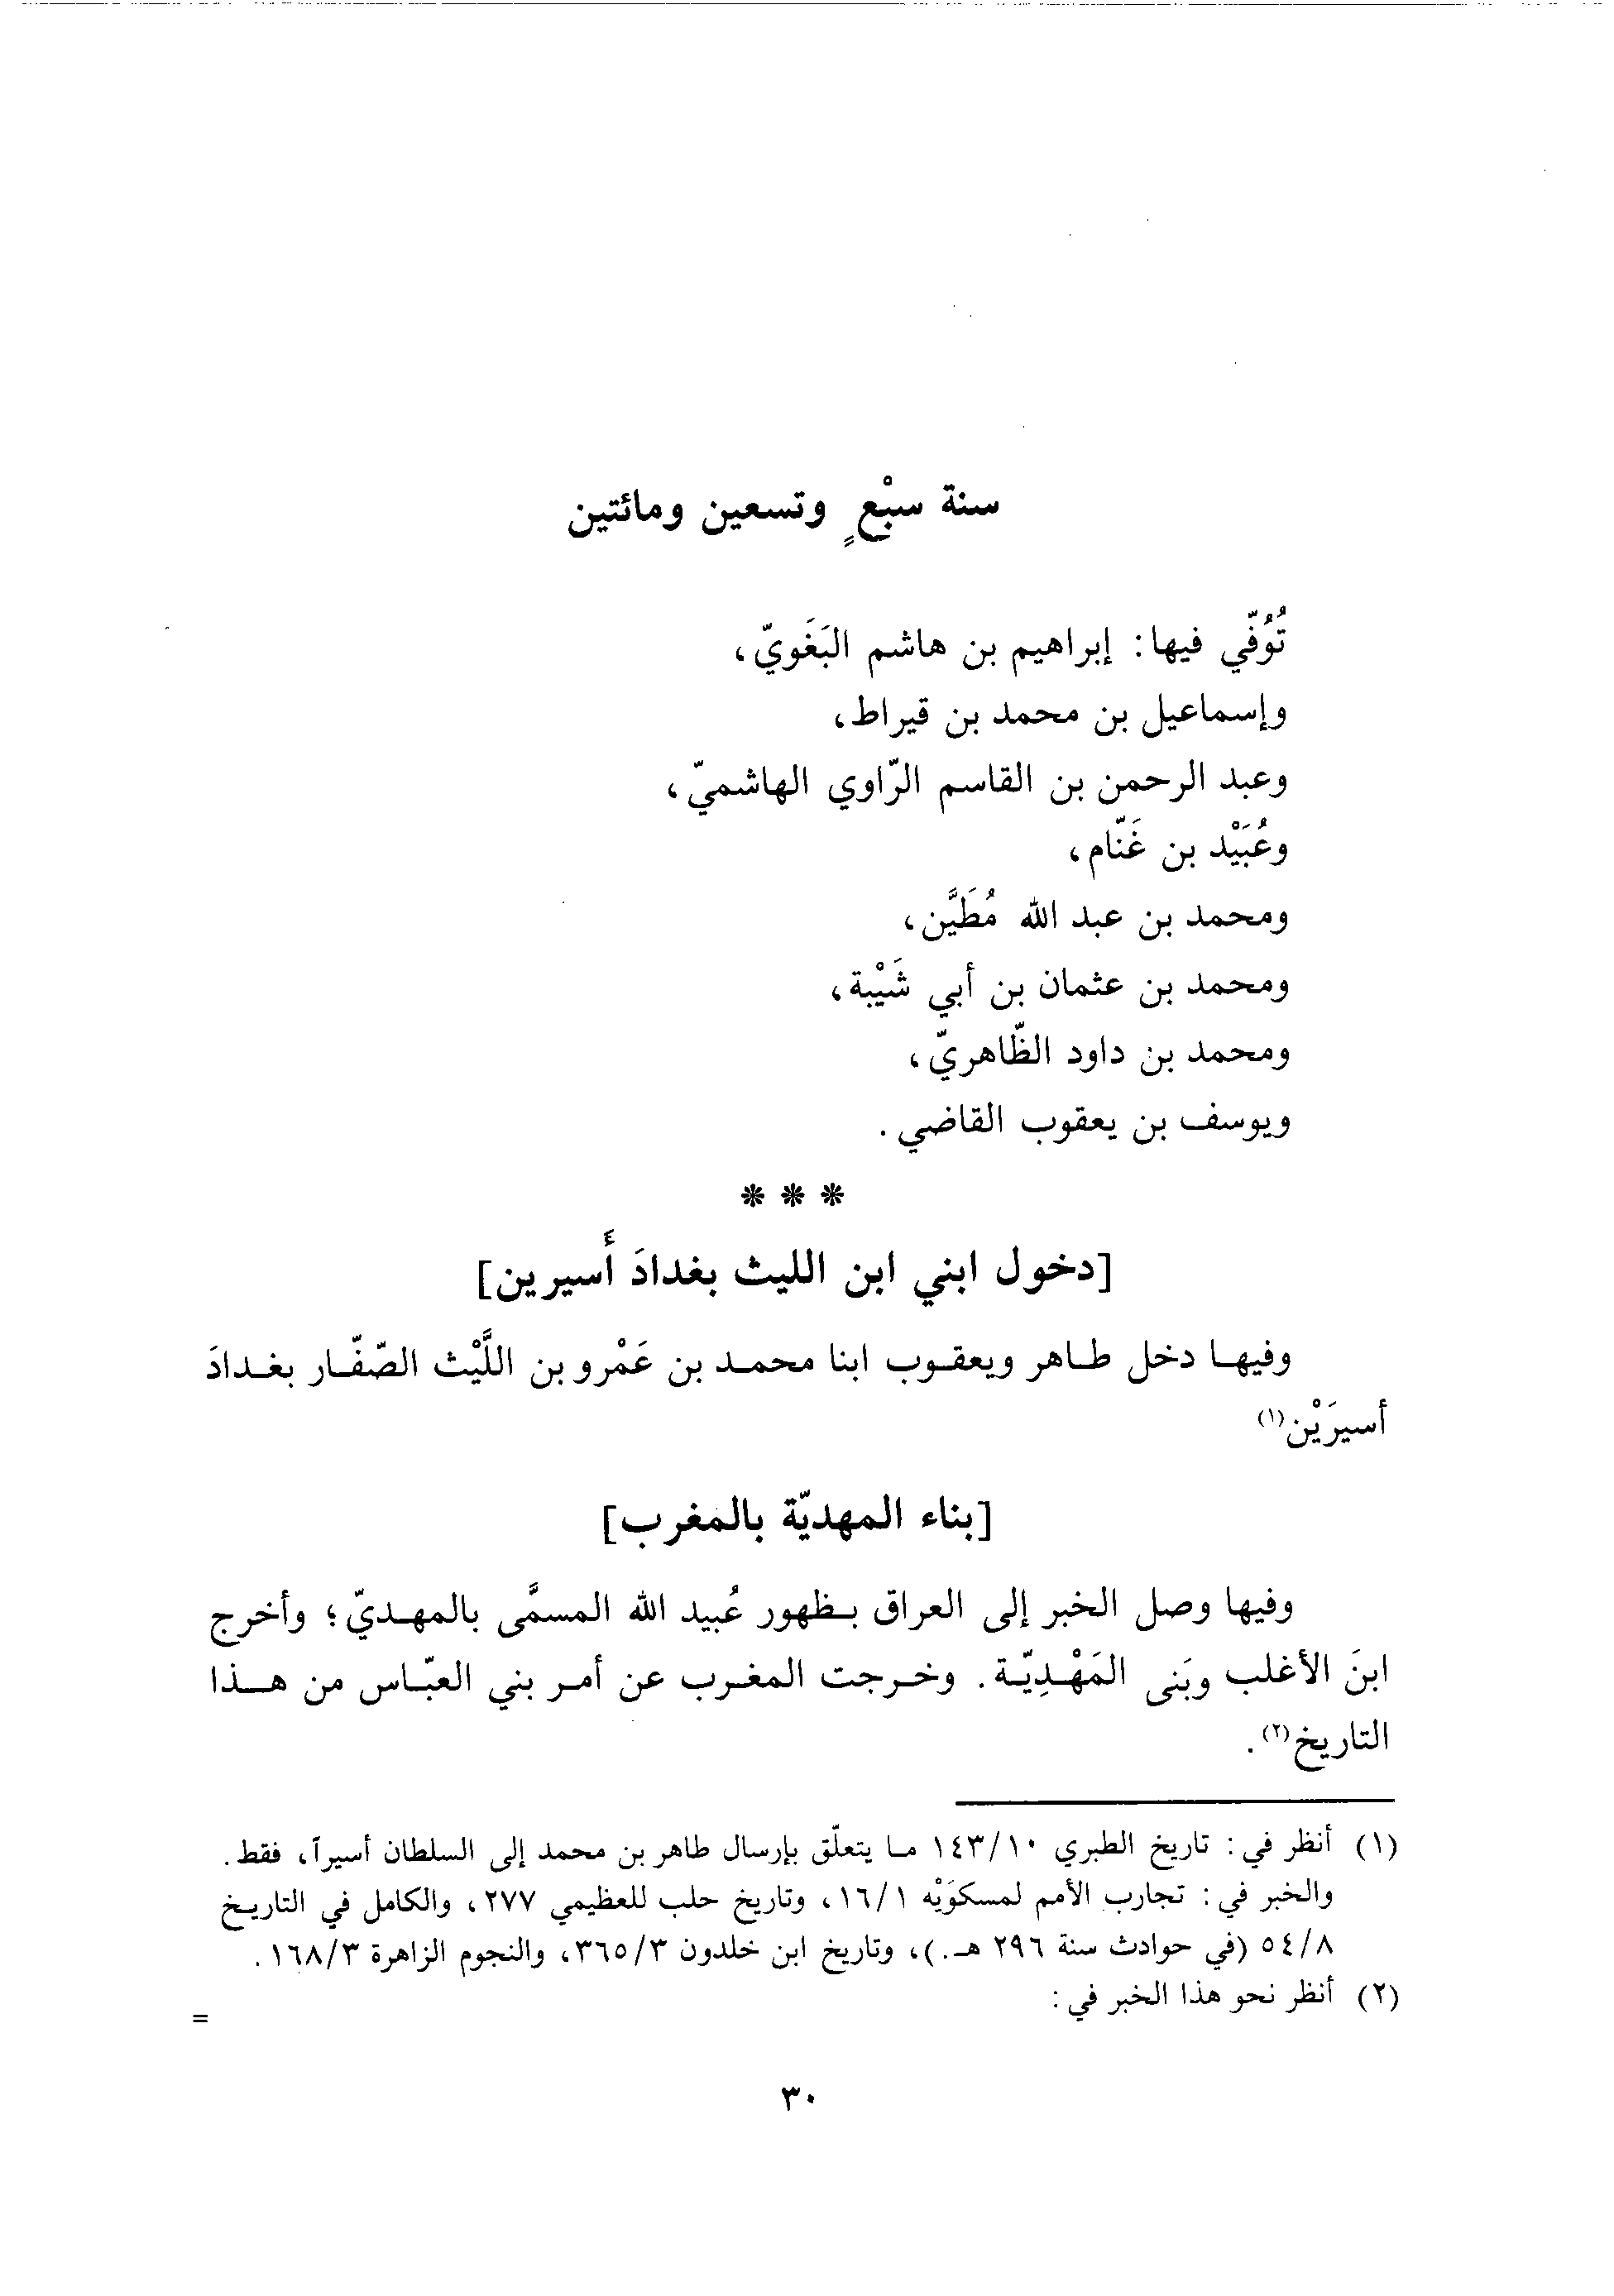 سنة سبْعٍ وتسعين ومائتين
تُوُفّي فيها: إبراهيم بن هاشم البَغَويّ،
وإسماعيل بن محمد بن قيراط،
وعبد الرحمن بن القاسم الرّاوي الهاشميّ،
وعُبَيْد بن غَنّام،
ومحمد بن عبد الله مُطَيَّن،
ومحمد بن عثمان بن أبي شَيْبة،
ومحمد بن داود الظّاهريّ،
ويوسف بن يعقوب القاضي.
* * *
[دخول ابني ابن الليث بغدادَ أَسيرين]
وفيها دخل طاهر ويعقوب ابنا محمد بن عَمْرو بن اللَّيْث الصّفّار بغدادَ
أسيرَيْن(١)
[بناء المهديّة بالمغرب]
وفيها وصل الخبر إلى العراق بظهور عُبيد الله المسمَّى بالمهديّ؛ وأخرج
ابنَ الأغلب وبَنى المَهْدِيّة. وخرجت المغرب عن أمر بني العبّاس من هذا
التاريخ(٢).
(١) أنظر في: تاريخ الطبري ١٤٣/١٠ ما يتعلّق بإرسال طاهر بن محمد إلى السلطان أسيراً، فقط.
والخبر في: تجارب الأمم لمسكوَيْه ١٦/١، وتاريخ حلب للعظيمي ٢٧٧، والكامل في التاريخ
٥٤/٨ (في حوادث سنة ٢٩٦ هـ.)، وتاريخ ابن خلدون ٣٦٥/٣، والنجوم الزاهرة ١٦٨/٣.
(٢) أنظر نحو هذا الخبر في:
=
٣٠